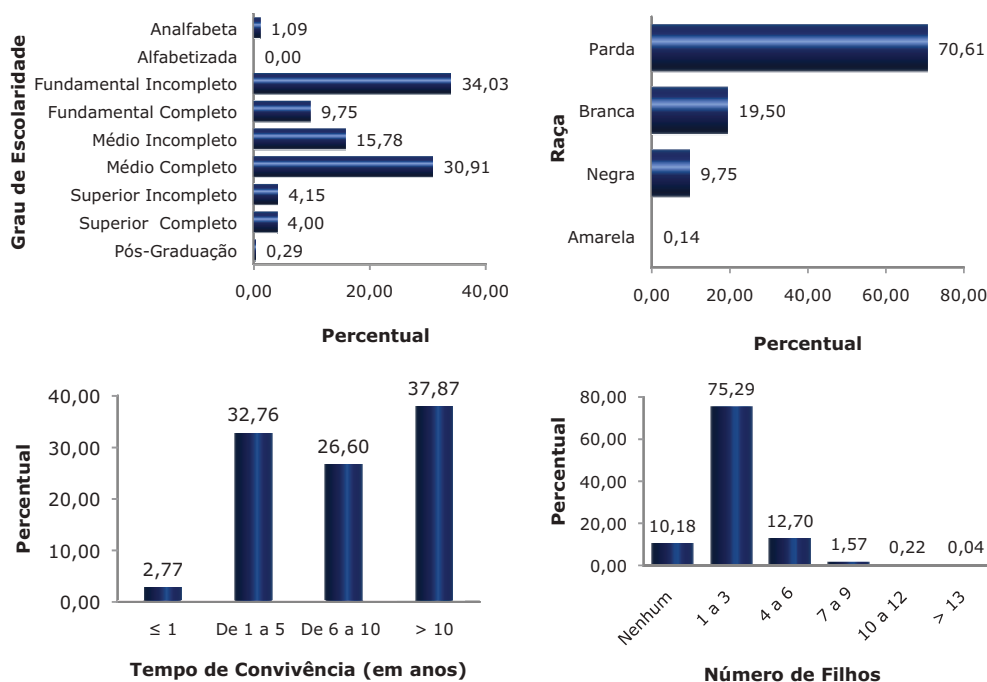 Grau de Escolaridade
Analfabeta 1,09
Alfabetizada 0,00
Fundamental Incompleto 34,03
Fundamental Completo 9,75
Médio Incompleto 15,78
Médio Completo 30,91
Superior Incompleto 4,15
Superior Completo 4,00
Pós-Graduação 0,29
0,00 20,00 40,00
Percentual
Raça
Parda 70,61
Branca 19,50
Negra 9,75
Amarela 0,14
0,00 20,00 40,00 60,00 80,00
Percentual
Percentual
40,00
30,00
20,00
10,00
0,00
2,77 32,76 26,60 37,87
≤ 1 De 1 a 5 De 6 a 10 > 10
Tempo de Convivência (em anos)
Percentual
80,00
60,00
40,00
20,00
0,00
10,18 75,29 12,70 1,57 0,22 0,04
Nenhum 1 a 3 4 a 6 7 a 9 10 a 12 > 13
Número de Filhos